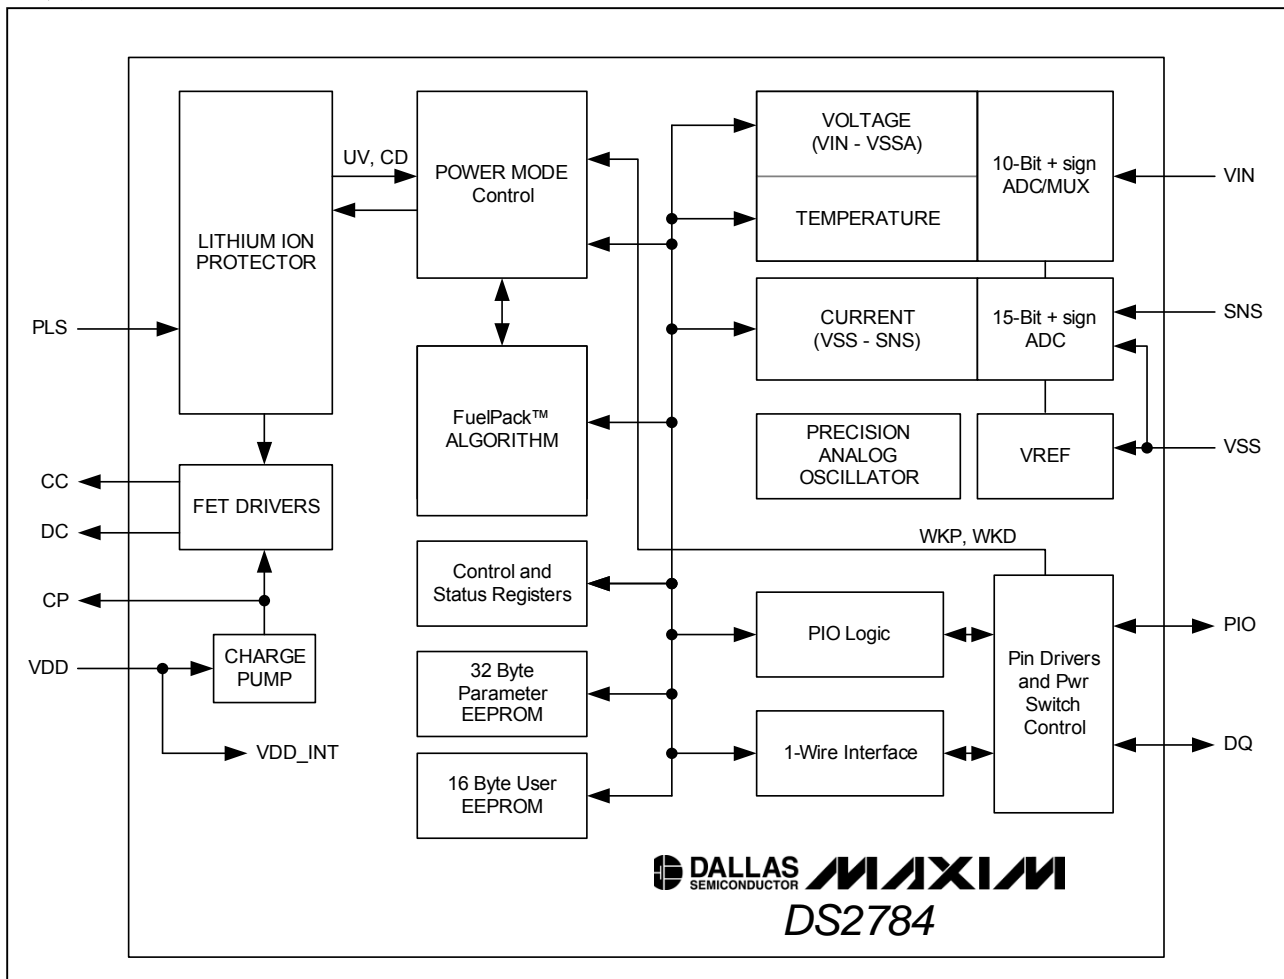 LITHIUM ION
PROTECTOR
UV, CD
POWER MODE
Control
VOLTAGE
(VIN - VSSA)
TEMPERATURE
10-Bit + sign
ADC/MUX
VIN
PLS
CURRENT
(VSS - SNS)
15-Bit + sign
ADC
SNS
FuelPack™
ALGORITHM
PRECISION
ANALOG
OSCILLATOR
VREF
VSS
CC
DC
FET DRIVERS
CP
VDD
CHARGE
PUMP
VDD_INT
Control and
Status Registers
32 Byte
Parameter
EEPROM
16 Byte User
EEPROM
WKP, WKD
PIO Logic
1-Wire Interface
Pin Drivers
and Pwr
Switch
Control
PIO
DQ
DALLAS
SEMICONDUCTOR
MAXIM
DS2784